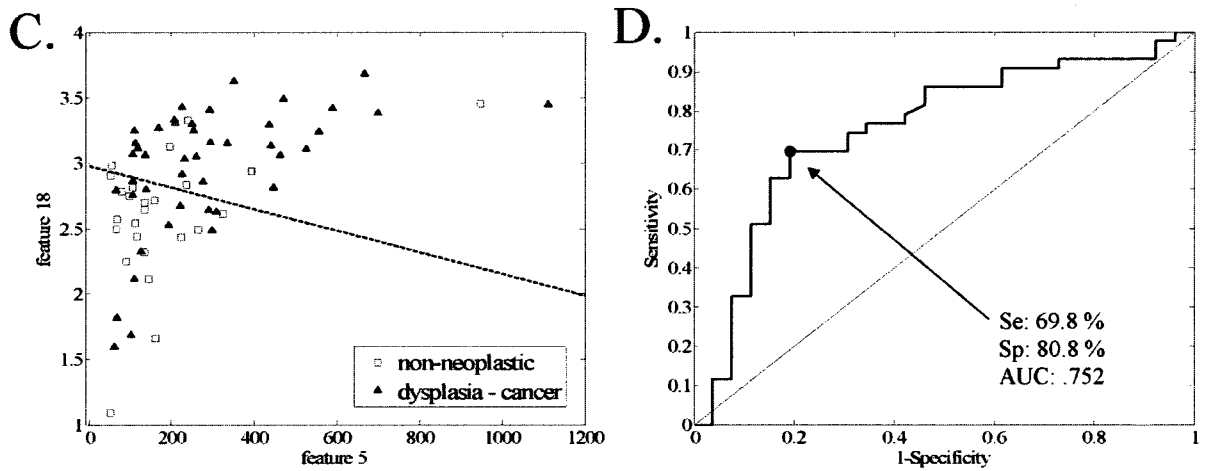 C.
4
3.5
3
2.5
2
1.5
1
feature 18
0
200
400
600
800
1000
1200
feature 5
non-neoplastic
dysplasia - cancer
D.
1
0.9
0.8
0.7
0.6
0.5
0.4
0.3
0.2
0.1
0
Sensitivity
0.2
0.4
0.6
0.8
1
1-Specificity
Se: 69.8 %
Sp: 80.8 %
AUC: .752